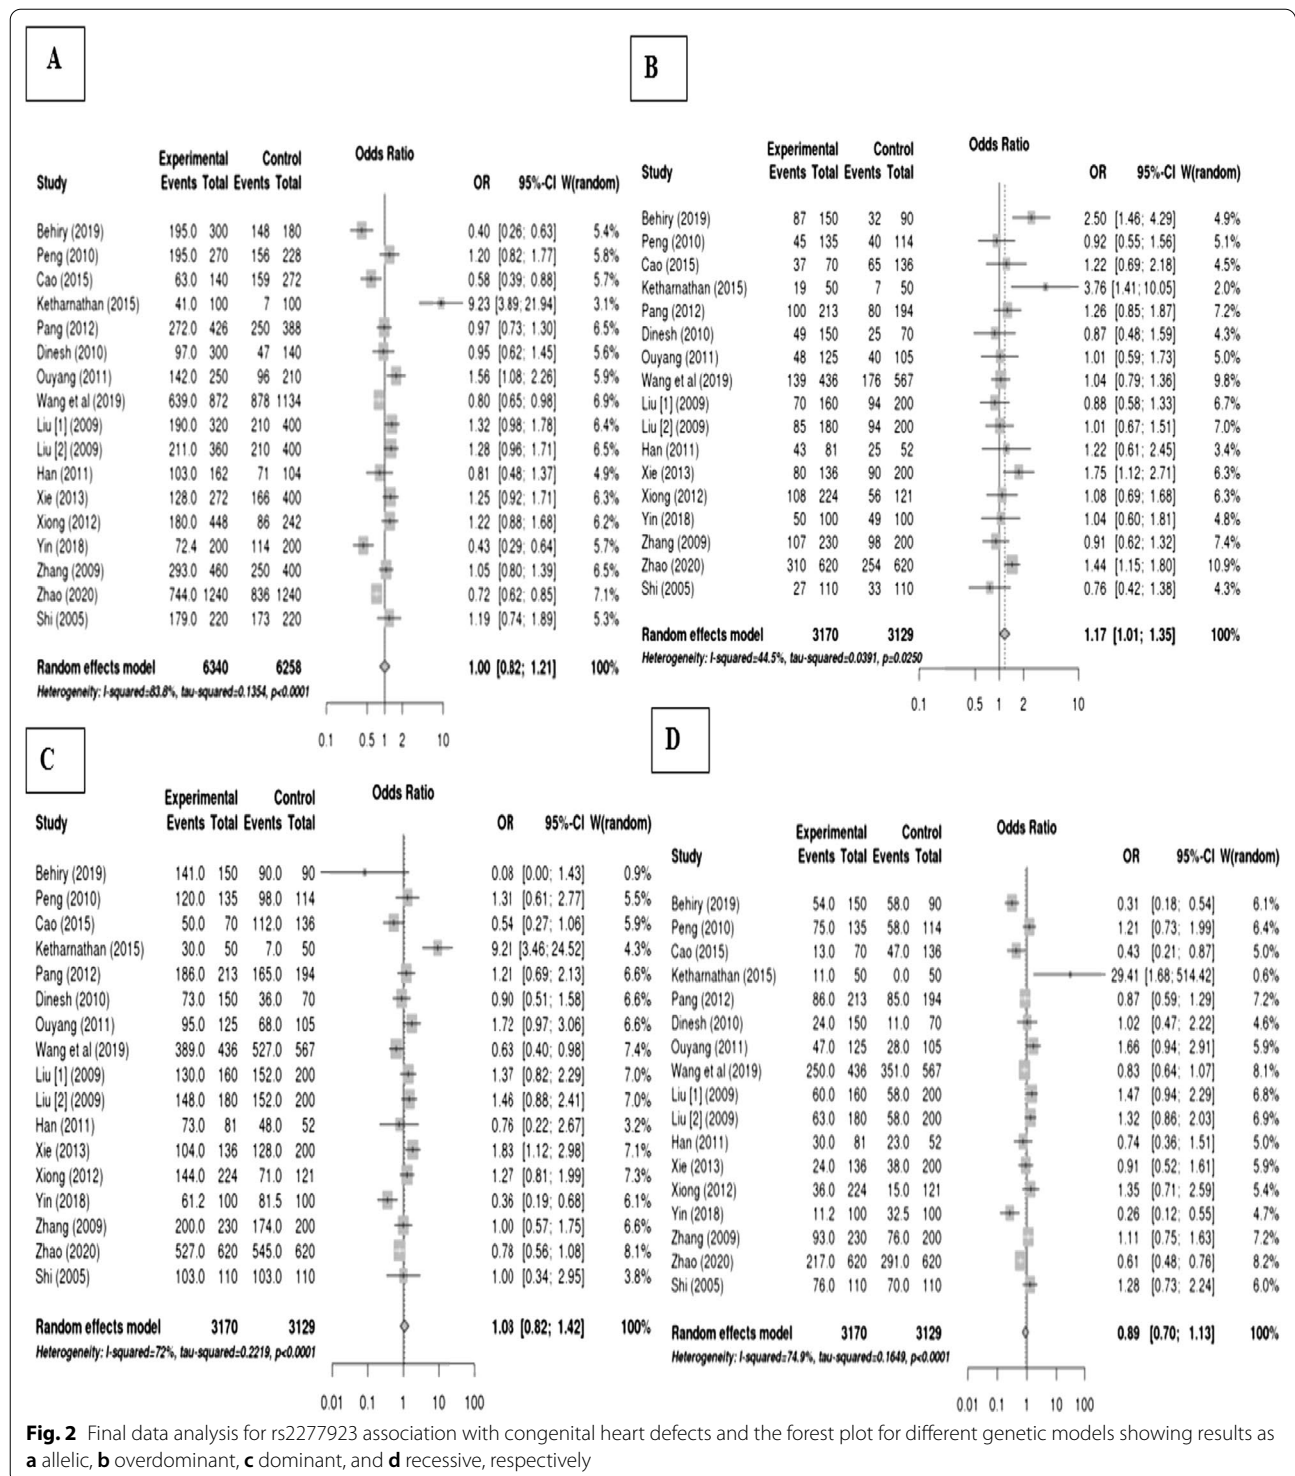 A
Odds Ratio
Experimental Control
Study Events Total Events Total OR 95%-CI W(random)
Behiry (2019) 195.0 300 148 180 0.40 [0.26; 0.63] 5.4%
Peng (2010) 195.0 270 156 228 1.20 [0.82; 1.77] 5.8%
Cao (2015) 63.0 140 159 272 0.58 [0.39; 0.88] 5.7%
Ketharnathan (2015) 41.0 100 7 100 9.23 [3.89; 21.94] 3.1%
Pang (2012) 272.0 426 250 388 0.97 [0.73; 1.30] 6.5%
Dinesh (2010) 97.0 300 47 140 0.95 [0.62; 1.45] 5.6%
Ouyang (2011) 142.0 250 96 210 1.56 [1.08; 2.26] 5.9%
Wang et al (2019) 639.0 872 878 1134 0.80 [0.65; 0.98] 6.9%
Liu [1] (2009) 190.0 320 210 400 1.32 [0.98; 1.78] 6.4%
Liu [2] (2009) 211.0 360 210 400 1.28 [0.96; 1.71] 6.5%
Han (2011) 103.0 162 71 104 0.81 [0.48; 1.37] 4.9%
Xie (2013) 128.0 272 166 400 1.25 [0.92; 1.71] 6.3%
Xiong (2012) 180.0 448 86 242 1.22 [0.88; 1.68] 6.2%
Yin (2018) 72.4 200 114 200 0.43 [0.29; 0.64] 5.7%
Zhang (2009) 293.0 460 250 400 1.05 [0.80; 1.39] 6.5%
Zhao (2020) 744.0 1240 836 1240 0.72 [0.62; 0.85] 7.1%
Shi (2005) 179.0 220 173 220 1.19 [0.74; 1.89] 5.3%
Random effects model 6340 6258 1.00 [0.82; 1.21] 100%
Heterogeneity: I-squared=83.8%, tau-squared=0.1354, p<0.0001
0.1 0.5 1 2 10
B
Odds Ratio
Experimental Control
Study Events Total Events Total OR 95%-CI W(random)
Behiry (2019) 87 150 32 90 2.50 [1.46; 4.29] 4.9%
Peng (2010) 45 135 40 114 0.92 [0.55; 1.56] 5.1%
Cao (2015) 37 70 65 136 1.22 [0.69; 2.18] 4.5%
Ketharnathan (2015) 19 50 7 50 3.76 [1.41; 10.05] 2.0%
Pang (2012) 100 213 80 194 1.26 [0.85; 1.87] 7.2%
Dinesh (2010) 49 150 25 70 0.87 [0.48; 1.59] 4.3%
Ouyang (2011) 48 125 40 105 1.01 [0.59; 1.73] 5.0%
Wang et al (2019) 139 436 176 567 1.04 [0.79; 1.36] 9.8%
Liu [1] (2009) 70 160 94 200 0.88 [0.58; 1.33] 6.7%
Liu [2] (2009) 85 180 94 200 1.01 [0.67; 1.51] 7.0%
Han (2011) 43 81 25 52 1.22 [0.61; 2.45] 3.4%
Xie (2013) 80 136 90 200 1.75 [1.12; 2.71] 6.3%
Xiong (2012) 108 224 56 121 1.08 [0.69; 1.68] 6.3%
Yin (2018) 50 100 49 100 1.04 [0.60; 1.81] 4.8%
Zhang (2009) 107 230 98 200 0.91 [0.62; 1.32] 7.4%
Zhao (2020) 310 620 254 620 1.44 [1.15; 1.80] 10.9%
Shi (2005) 27 110 33 110 0.76 [0.42; 1.38] 4.3%
Random effects model 3170 3129 1.17 [1.01; 1.35] 100%
Heterogeneity: I-squared=44.5%, tau-squared=0.0391, p=0.0250
0.1 0.5 1 2 10
C
Odds Ratio
Experimental Control
Study Events Total Events Total OR 95%-CI W(random)
Behiry (2019) 141.0 150 90.0 90 0.08 [0.00; 1.43] 0.9%
Peng (2010) 120.0 135 98.0 114 1.31 [0.61; 2.77] 5.5%
Cao (2015) 50.0 70 112.0 136 0.54 [0.27; 1.06] 5.9%
Ketharnathan (2015) 30.0 50 7.0 50 9.21 [3.46; 24.52] 4.3%
Pang (2012) 186.0 213 165.0 194 1.21 [0.69; 2.13] 6.6%
Dinesh (2010) 73.0 150 36.0 70 0.90 [0.51; 1.58] 6.6%
Ouyang (2011) 95.0 125 68.0 105 1.72 [0.97; 3.06] 6.6%
Wang et al (2019) 389.0 436 527.0 567 0.63 [0.40; 0.98] 7.4%
Liu [1] (2009) 130.0 160 152.0 200 1.37 [0.82; 2.29] 7.0%
Liu [2] (2009) 148.0 180 152.0 200 1.46 [0.88; 2.41] 7.0%
Han (2011) 73.0 81 48.0 52 0.76 [0.22; 2.67] 3.2%
Xie (2013) 104.0 136 128.0 200 1.83 [1.12; 2.98] 7.1%
Xiong (2012) 144.0 224 71.0 121 1.27 [0.81; 1.99] 7.3%
Yin (2018) 61.2 100 81.5 100 0.36 [0.19; 0.68] 6.1%
Zhang (2009) 200.0 230 174.0 200 1.00 [0.57; 1.75] 6.6%
Zhao (2020) 527.0 620 545.0 620 0.78 [0.56; 1.08] 8.1%
Shi (2005) 103.0 110 103.0 110 1.00 [0.34; 2.95] 3.8%
Random effects model 3170 3129 1.08 [0.82; 1.42] 100%
Heterogeneity: I-squared=72%, tau-squared=0.2219, p<0.0001
0.01 0.1 1 10 100
D
Odds Ratio
Experimental Control
Study Events Total Events Total OR 95%-CI W(random)
Behiry (2019) 54.0 150 58.0 90 0.31 [0.18; 0.54] 6.1%
Peng (2010) 75.0 135 58.0 114 1.21 [0.73; 1.99] 6.4%
Cao (2015) 13.0 70 47.0 136 0.43 [0.21; 0.87] 5.0%
Ketharnathan (2015) 11.0 50 0.0 50 29.41 [1.68; 514.42] 0.6%
Pang (2012) 86.0 213 85.0 194 0.87 [0.59; 1.29] 7.2%
Dinesh (2010) 24.0 150 11.0 70 1.02 [0.47; 2.22] 4.6%
Ouyang (2011) 47.0 125 28.0 105 1.66 [0.94; 2.91] 5.9%
Wang et al (2019) 250.0 436 351.0 567 0.83 [0.64; 1.07] 8.1%
Liu [1] (2009) 60.0 160 58.0 200 1.47 [0.94; 2.29] 6.8%
Liu [2] (2009) 63.0 180 58.0 200 1.32 [0.86; 2.03] 6.9%
Han (2011) 30.0 81 23.0 52 0.74 [0.36; 1.51] 5.0%
Xie (2013) 24.0 136 38.0 200 0.91 [0.52; 1.61] 5.9%
Xiong (2012) 36.0 224 15.0 121 1.35 [0.71; 2.59] 5.4%
Yin (2018) 11.2 100 32.5 100 0.26 [0.12; 0.55] 4.7%
Zhang (2009) 93.0 230 76.0 200 1.11 [0.75; 1.63] 7.2%
Zhao (2020) 217.0 620 291.0 620 0.61 [0.48; 0.76] 8.2%
Shi (2005) 76.0 110 70.0 110 1.28 [0.73; 2.24] 6.0%
Random effects model 3170 3129 0.89 [0.70; 1.13] 100%
Heterogeneity: I-squared=74.9%, tau-squared=0.1649, p<0.0001
0.01 0.1 1 10 100
Fig. 2 Final data analysis for rs2277923 association with congenital heart defects and the forest plot for different genetic models showing results as
a allelic, b overdominant, c dominant, and d recessive, respectively